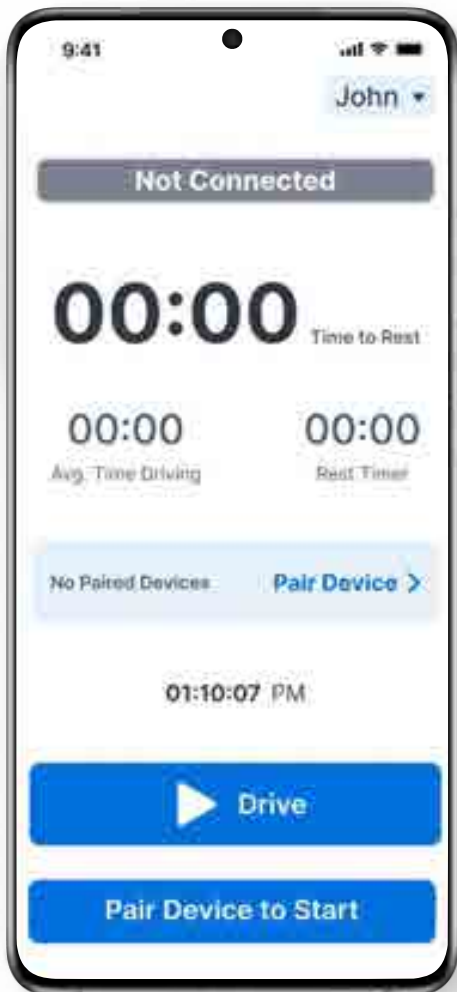 9:41
John
Not Connected
00:00 Time to Rest
00:00 00:00
Avg. Time Driving Rest Timer
No Paired Devices Pair Device >
01:10:07 PM
Drive
Pair Device to Start